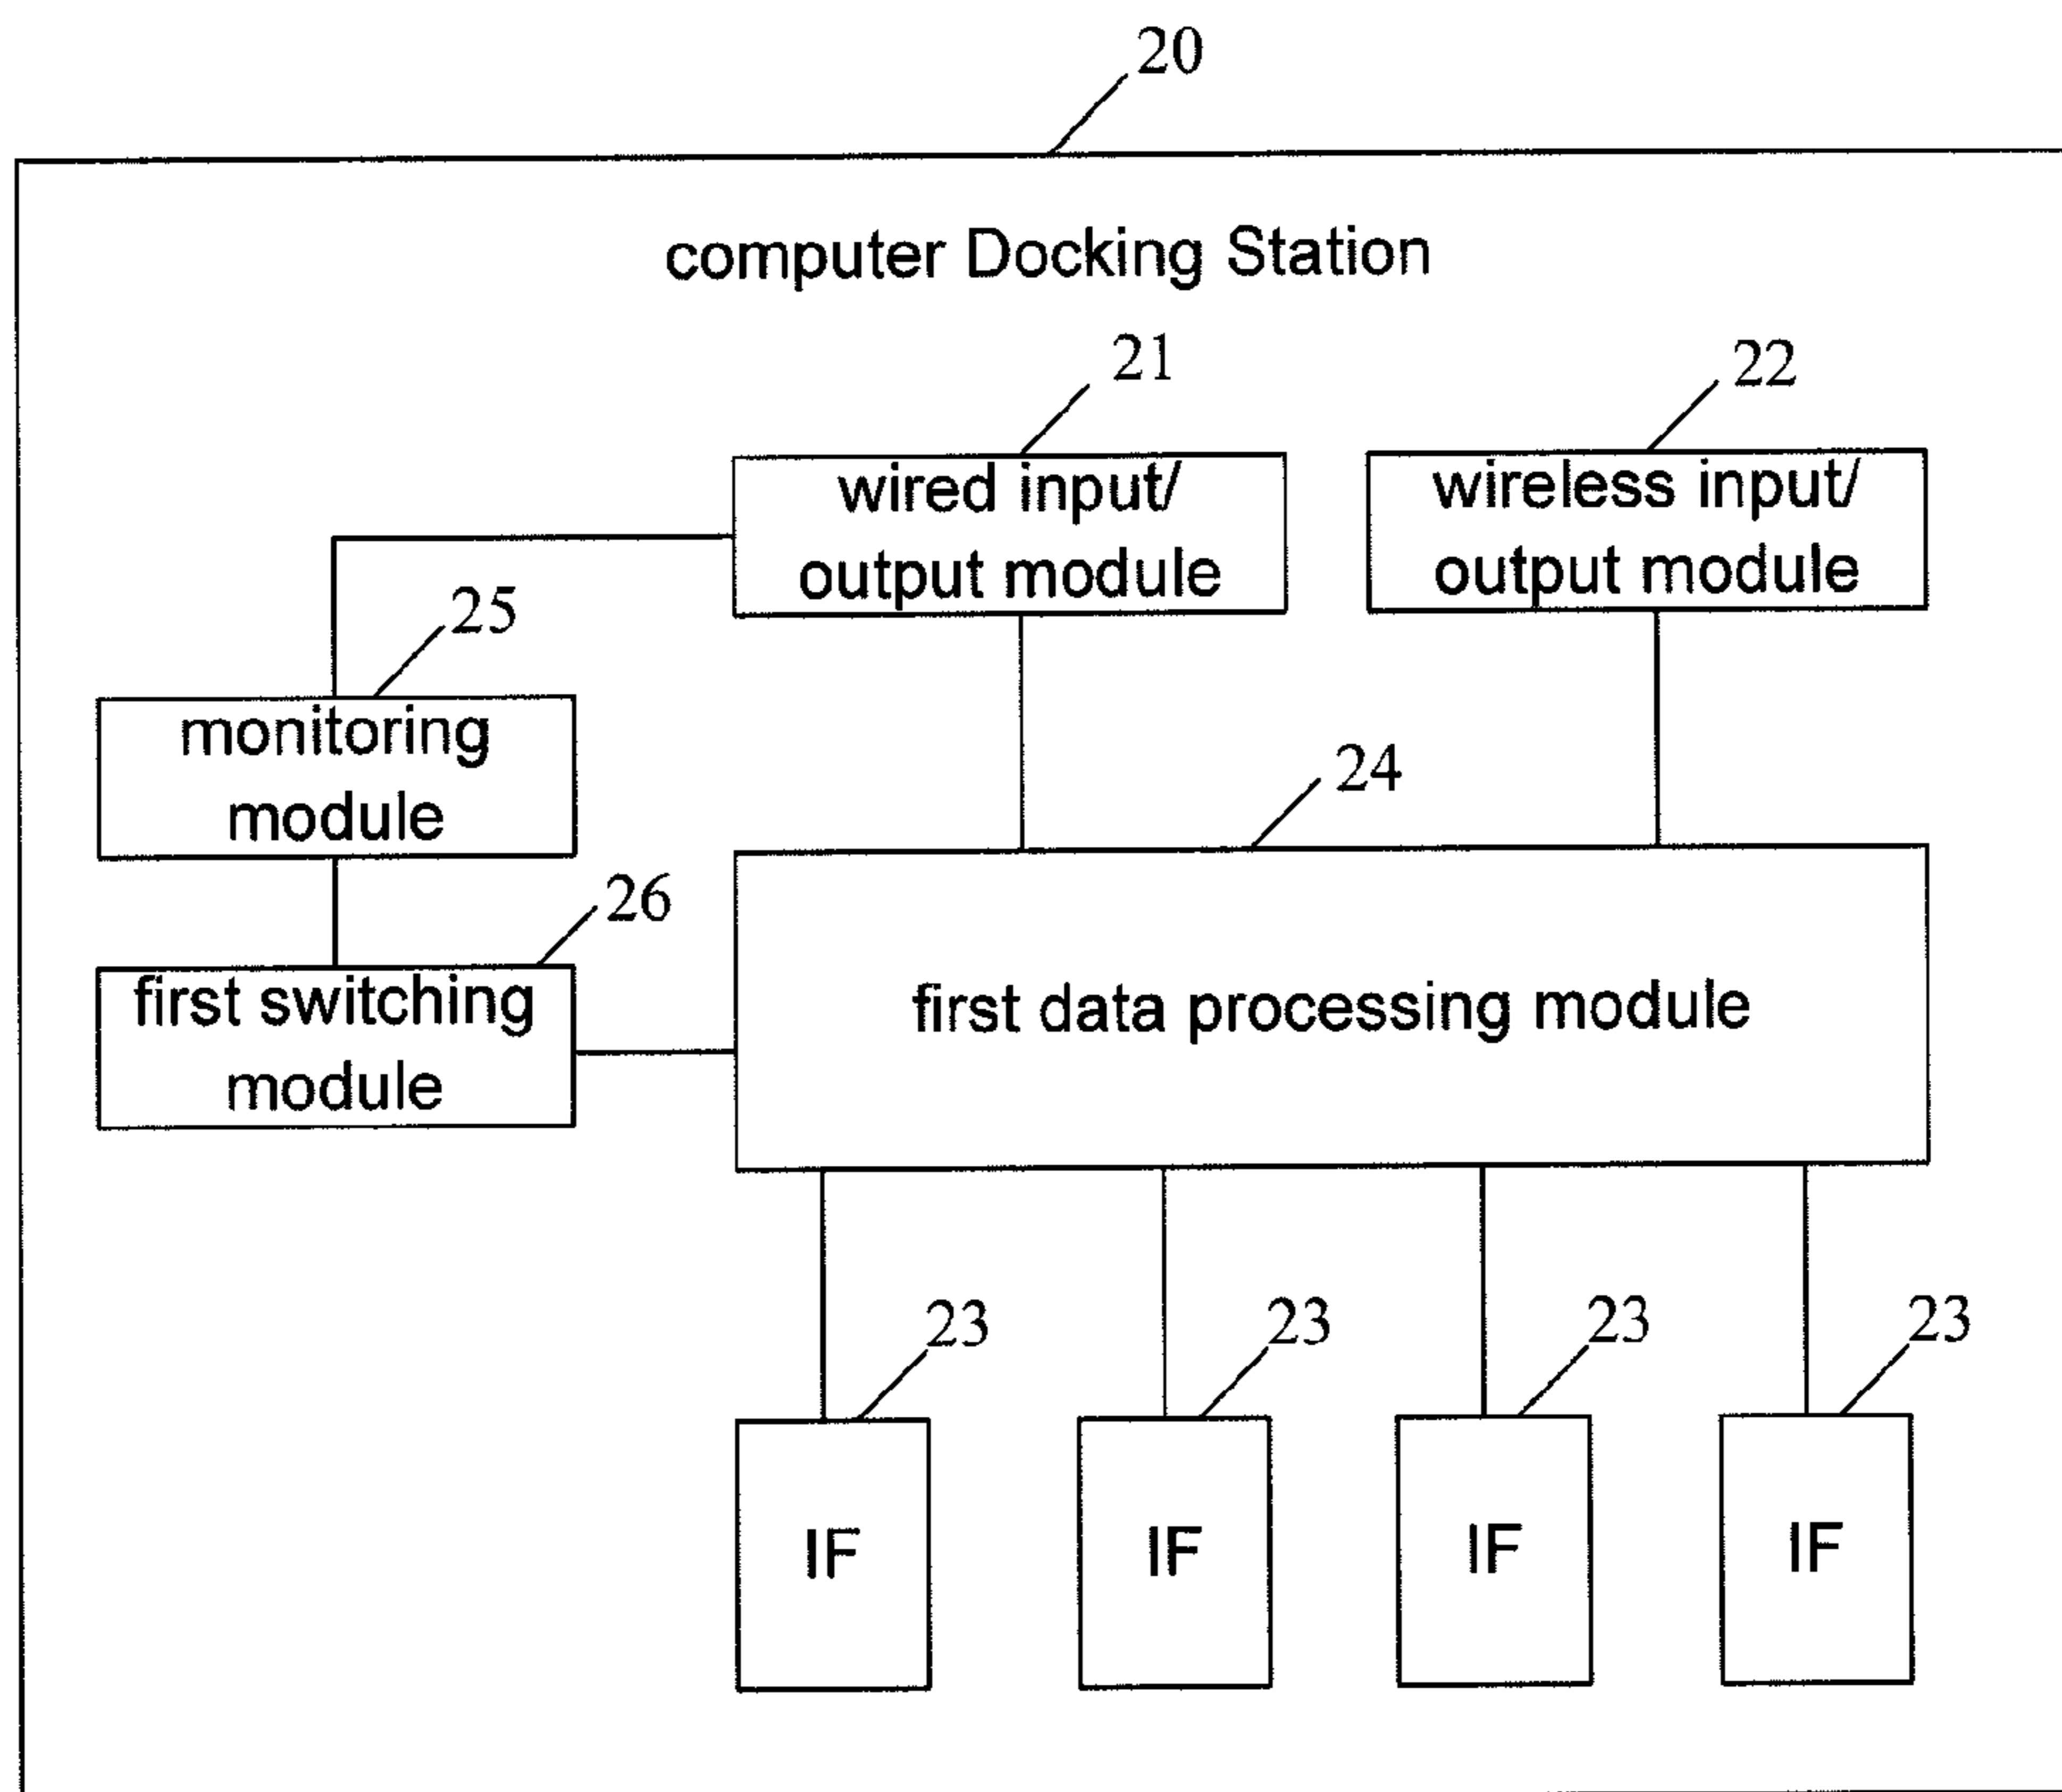 20
computer Docking Station
21
22
wired input/
output module
wireless input/
output module
25
monitoring
module
24
26
first switching
module
first data processing module
23
23
23
23
IF
IF
IF
IF